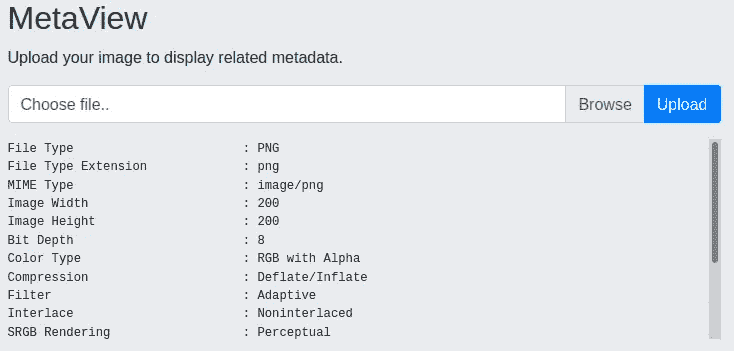 MetaView
Upload your image to display related metadata.
Choose file.. Browse Upload
File Type : PNG
File Type Extension : png
MIME Type : image/png
Image Width : 200
Image Height : 200
Bit Depth : 8
Color Type : RGB with Alpha
Compression : Deflate/Inflate
Filter : Adaptive
Interlace : Noninterlaced
SRGB Rendering : Perceptual